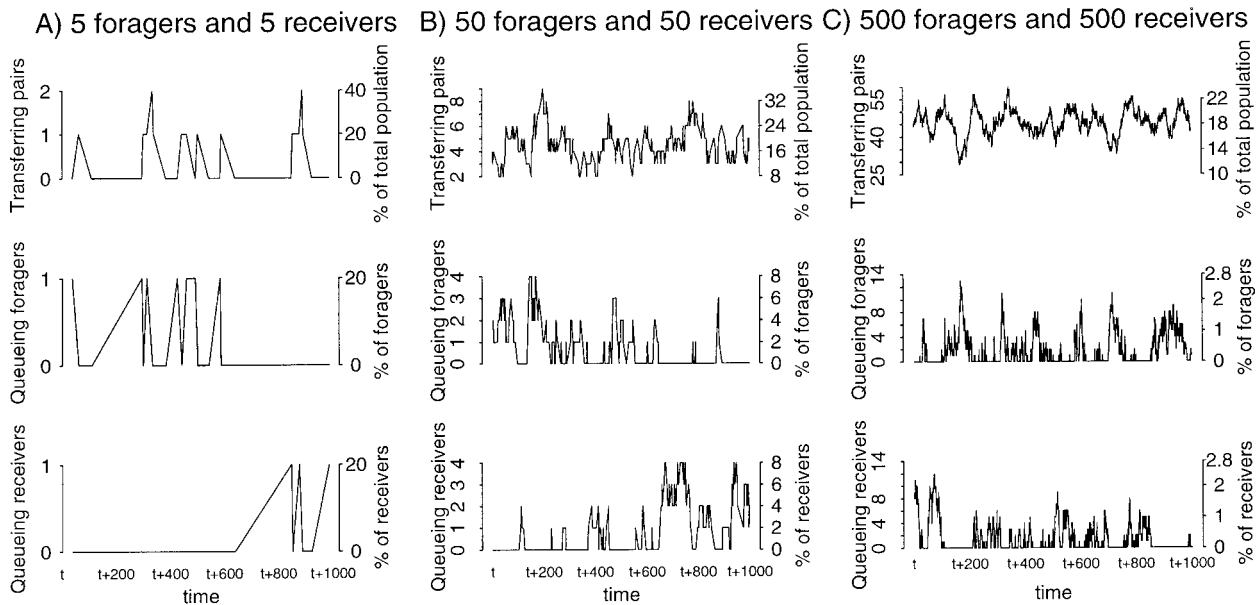 A) 5 foragers and 5 receivers
B) 50 foragers and 50 receivers
C) 500 foragers and 500 receivers
Transferring pairs
2
1
0
40
20
0
% of total population
Transferring pairs
8
6
4
2
32
24
16
8
% of total population
Transferring pairs
55
40
25
22
18
14
10
% of total population
Queueing foragers
1
0
20
0
% of foragers
Queueing foragers
4
3
2
1
0
8
6
4
2
0
% of foragers
Queueing foragers
14
8
4
0
2.8
2
1
0
% of foragers
Queueing receivers
1
0
20
0
% of receivers
t t+200 t+400 t+600 t+800 t+1000
time
Queueing receivers
4
3
2
1
0
8
6
4
2
0
% of receivers
t t+200 t+400 t+600 t+800 t+1000
time
Queueing receivers
14
8
4
0
2.8
2
1
0
% of receivers
t t+200 t+400 t+600 t+800 t+1000
time